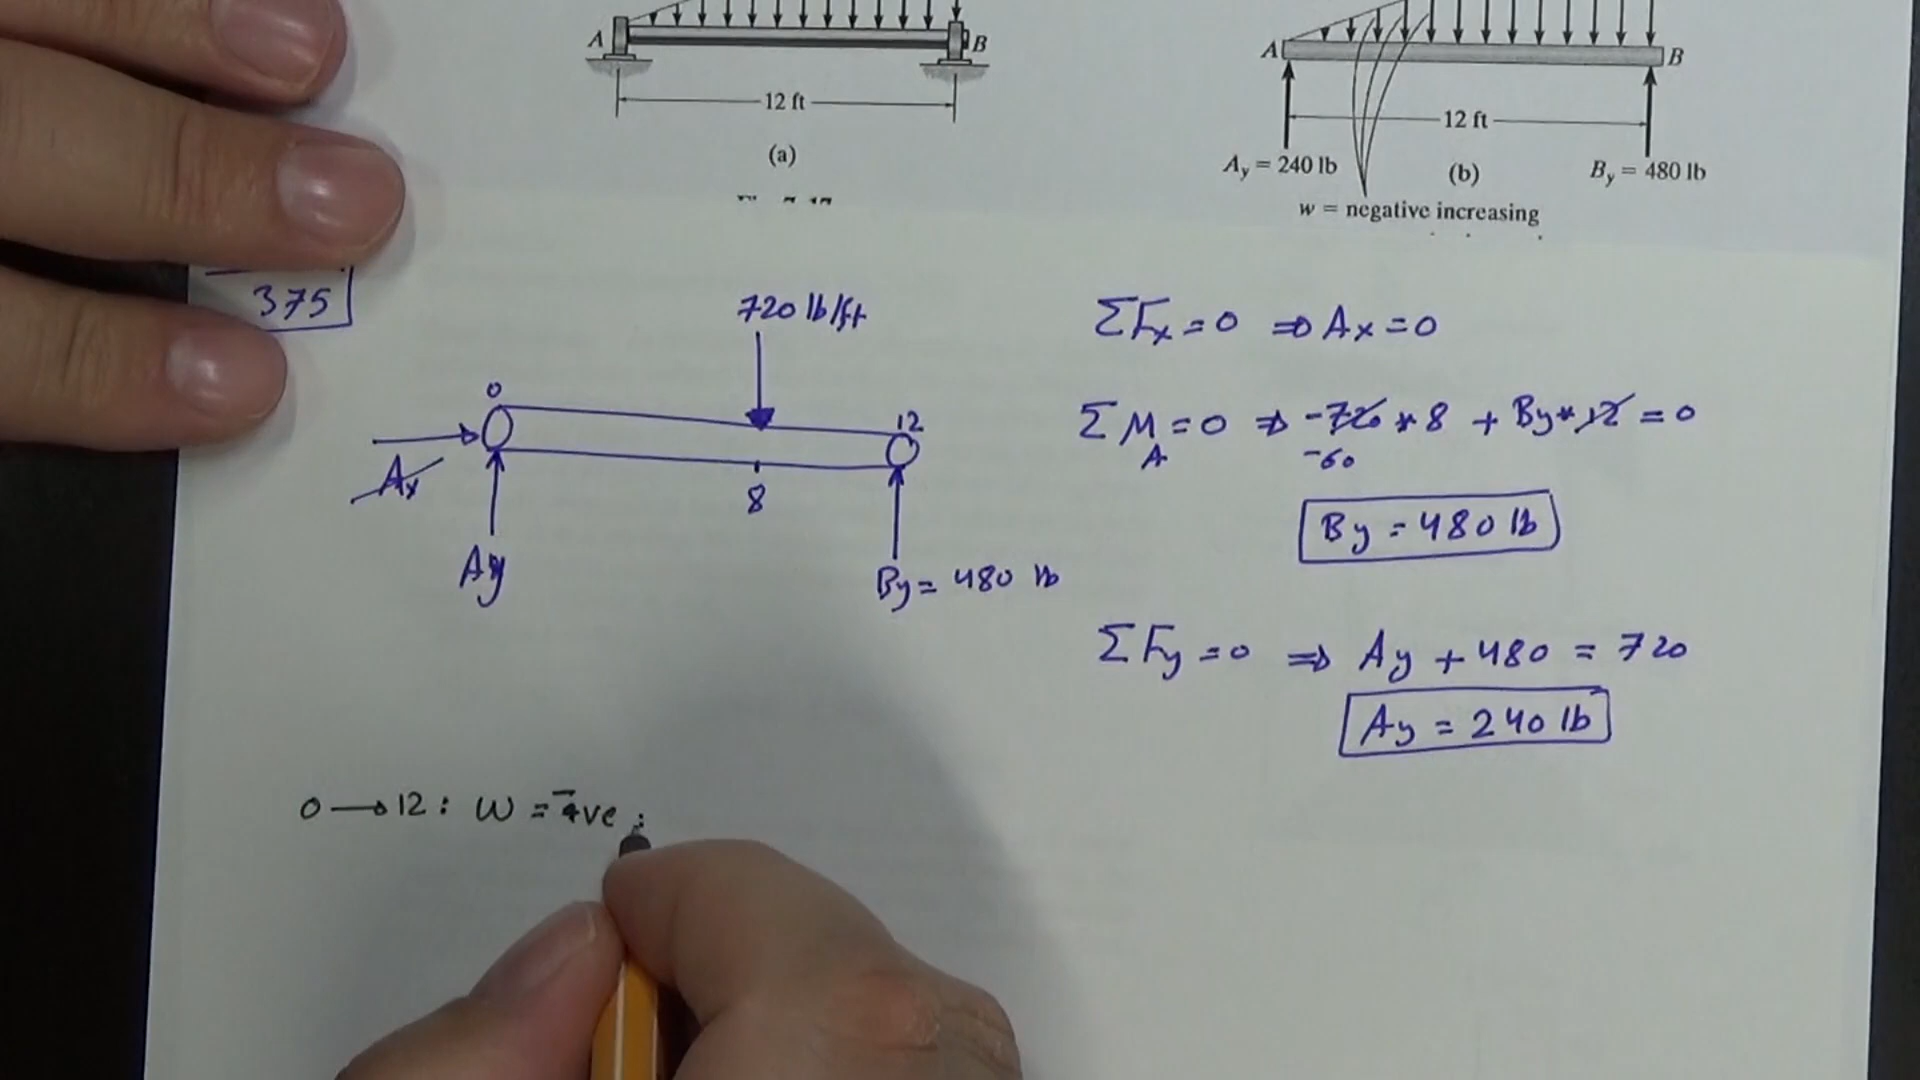 A B
12 ft
(a)
A B
12 ft
Ay = 240 lb (b) By = 480 lb
w = negative increasing
375
720 lb/ft
0 12
Ax
8
Ay
By = 480 lb
ΣFx = 0 ⇒ Ax = 0
ΣM = 0 ⇒ -720 * 8 + By * 12 = 0
A -60
By = 480 lb
ΣFy = 0 ⇒ Ay + 480 = 720
Ay = 240 lb
0 → 12 : W = -ve :